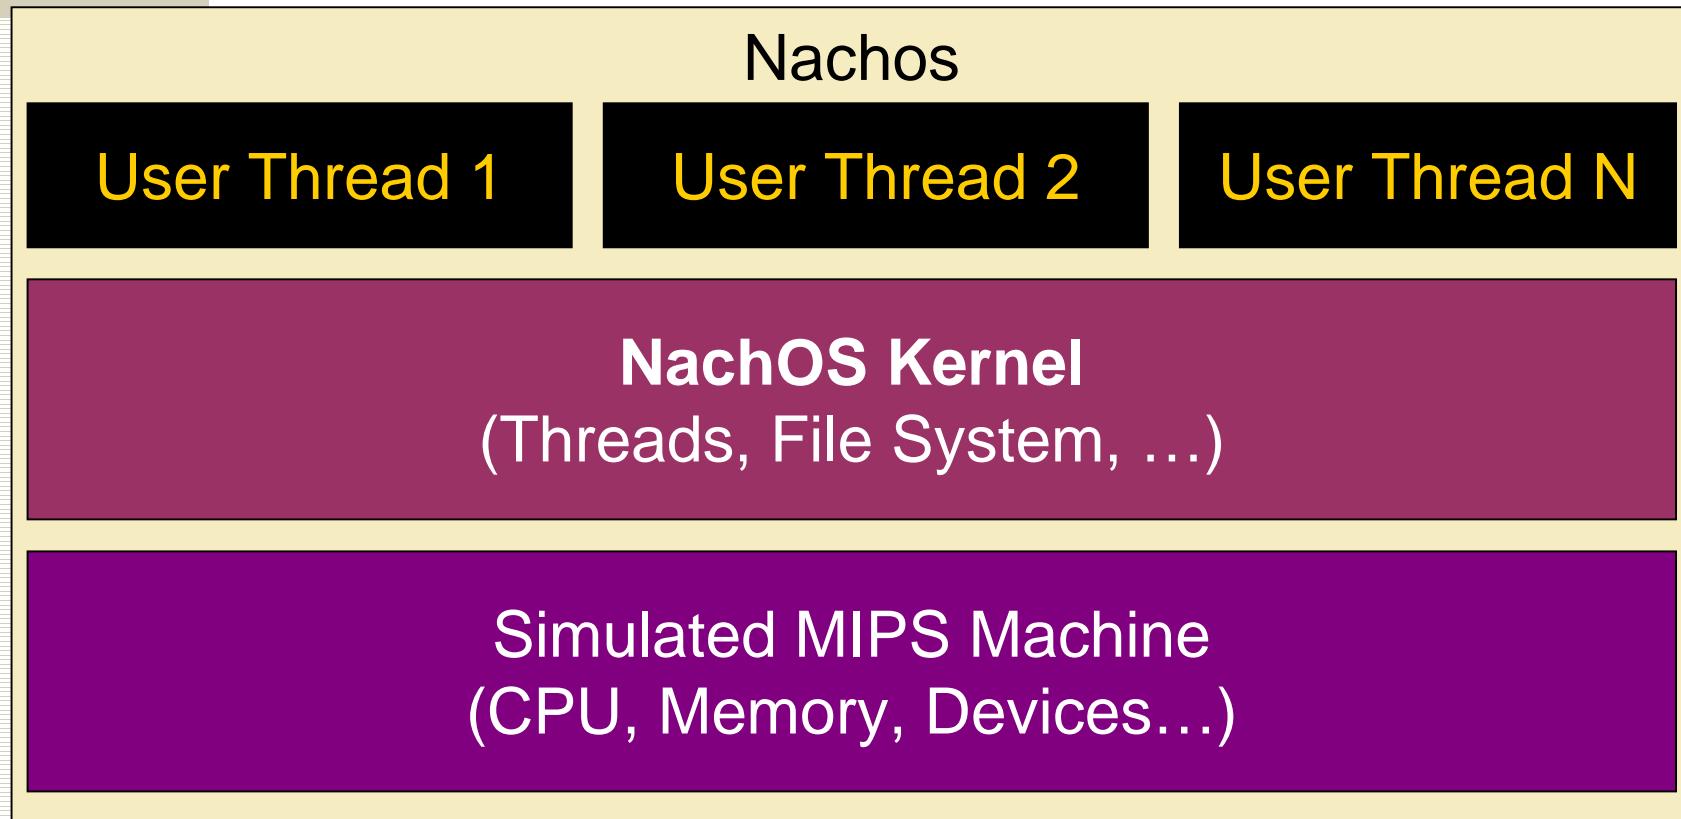 Nachos
User Thread 1
User Thread 2
User Thread N
NachOS Kernel
(Threads, File System, …)
Simulated MIPS Machine
(CPU, Memory, Devices…)